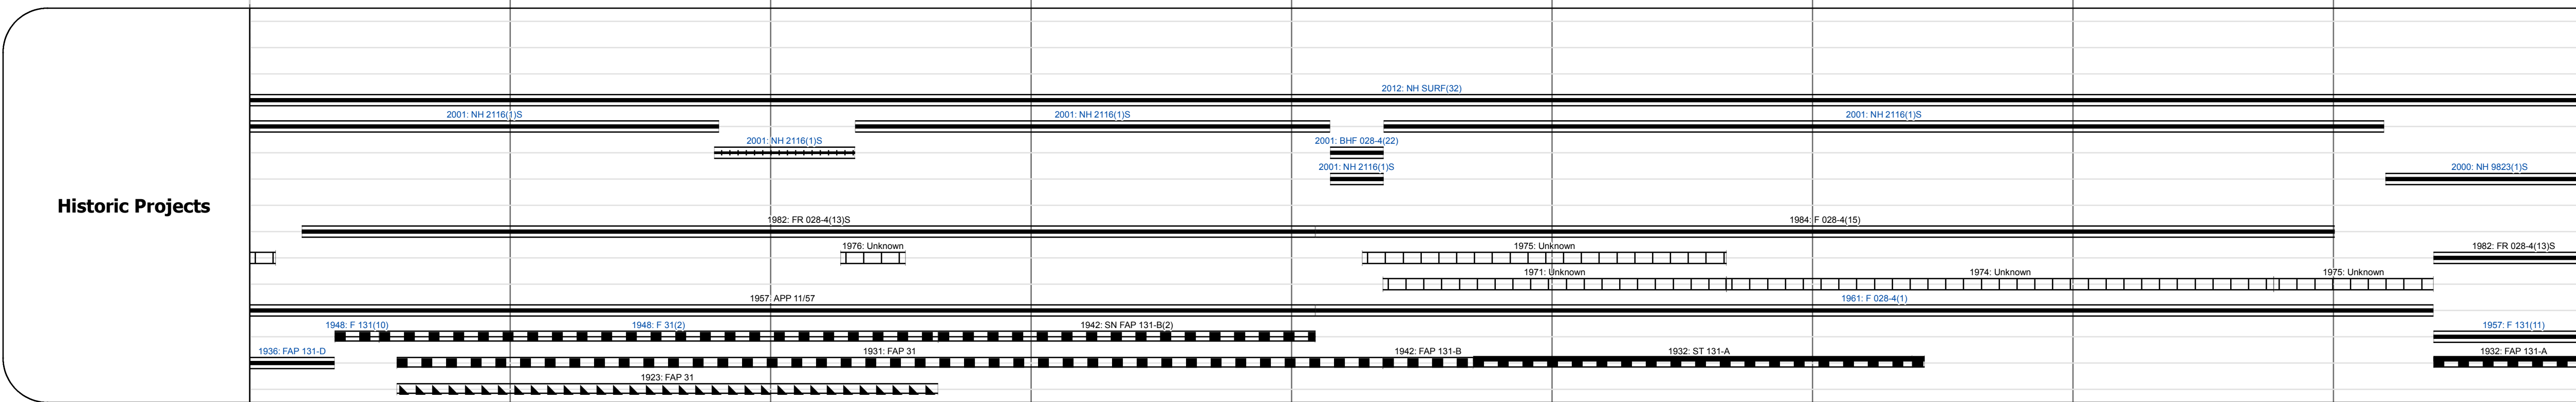 2012: NH SURF(32)
2001: NH 2116(1)S
2001: NH 2116(1)S
2001: NH 2116(1)S
2001: NH 2116(1)S
2001: BHF 028-4(22)
2001: NH 2116(1)S
2000: NH 9823(1)S
Historic Projects
1982: FR 028-4(13)S
1984: F 028-4(15)
1976: Unknown
1975: Unknown
1982: FR 028-4(13)S
1971: Unknown
1974: Unknown
1975: Unknown
1957: APP 11/57
1961: F 028-4(1)
1948: F 131(10)
1948: F 31(2)
1942: SN FAP 131-B(2)
1957: F 131(11)
1936: FAP 131-D
1931: FAP 31
1942: FAP 131-B
1932: ST 131-A
1932: FAP 131-A
1923: FAP 31